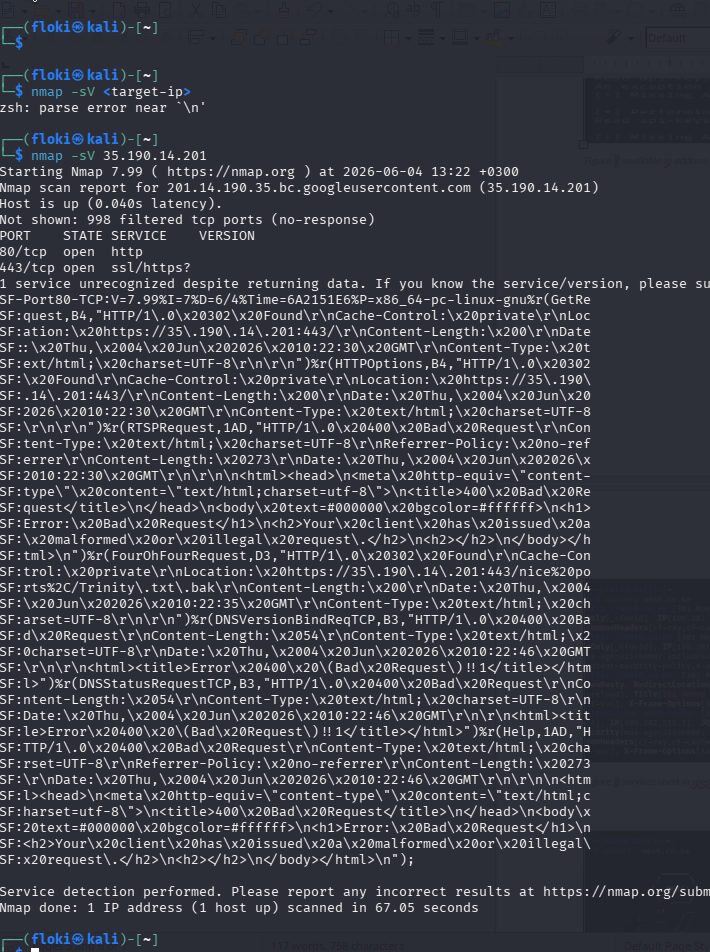 ┌──(floki㉿kali)-[~]
└─$
┌──(floki㉿kali)-[~]
└─$ nmap -sV <target-ip>
zsh: parse error near `\n'
┌──(floki㉿kali)-[~]
└─$ nmap -sV 35.190.14.201
Starting Nmap 7.99 ( https://nmap.org ) at 2026-06-04 13:22 +0300
Nmap scan report for 201.14.190.35.bc.googleusercontent.com (35.190.14.201)
Host is up (0.040s latency).
Not shown: 998 filtered tcp ports (no-response)
PORT    STATE SERVICE    VERSION
80/tcp  open  http
443/tcp open  ssl/https?
1 service unrecognized despite returning data. If you know the service/version, please su
SF-Port80-TCP:V=7.99%I=7%D=6/4%Time=6A2151E6%P=x86_64-pc-linux-gnu%r(GetRe
SF:quest,B4,"HTTP/1\.0\x20302\x20Found\r\nCache-Control:\x20private\r\nLoc
SF:ation:\x20https://35\.190\.14\.201:443/\r\nContent-Length:\x200\r\nDate
SF::\x20Thu,\x2004\x20Jun\x202026\x2010:22:30\x20GMT\r\nContent-Type:\x20t
SF:ext/html;\x20charset=UTF-8\r\n\r\n")%r(HTTPOptions,B4,"HTTP/1\.0\x20302
SF:\x20Found\r\nCache-Control:\x20private\r\nLocation:\x20https://35\.190\
SF:.14\.201:443/\r\nContent-Length:\x200\r\nDate:\x20Thu,\x2004\x20Jun\x20
SF:2026\x2010:22:30\x20GMT\r\nContent-Type:\x20text/html;\x20charset=UTF-8
SF:\r\n\r\n")%r(RTSPRequest,1AD,"HTTP/1\.0\x20400\x20Bad\x20Request\r\nCon
SF:tent-Type:\x20text/html;\x20charset=UTF-8\r\nReferrer-Policy:\x20no-ref
SF:errer\r\nContent-Length:\x20273\r\nDate:\x20Thu,\x2004\x20Jun\x202026\x
SF:2010:22:30\x20GMT\r\n\r\n\n<html><head>\n<meta\x20http-equiv=\"content-
SF:type\"\x20content=\"text/html;charset=utf-8\">\n<title>400\x20Bad\x20Re
SF:quest</title>\n</head>\n<body\x20text=#000000\x20bgcolor=#ffffff>\n<h1>
SF:Error:\x20Bad\x20Request</h1>\n<h2>Your\x20client\x20has\x20issued\x20a
SF:\x20malformed\x20or\x20illegal\x20request\.</h2>\n<h2></h2>\n</body></h
SF:tml>\n")%r(FourOhFourRequest,D3,"HTTP/1\.0\x20302\x20Found\r\nCache-Con
SF:trol:\x20private\r\nLocation:\x20https://35\.190\.14\.201:443/nice%20po
SF:rts%2C/Trinity\.txt\.bak\r\nContent-Length:\x200\r\nDate:\x20Thu,\x2004
SF:\x20Jun\x202026\x2010:22:35\x20GMT\r\nContent-Type:\x20text/html;\x20ch
SF:arset=UTF-8\r\n\r\n")%r(DNSVersionBindReqTCP,B3,"HTTP/1\.0\x20400\x20Ba
SF:d\x20Request\r\nContent-Length:\x2054\r\nContent-Type:\x20text/html;\x2
SF:0charset=UTF-8\r\nDate:\x20Thu,\x2004\x20Jun\x202026\x2010:22:46\x20GMT
SF:\r\n\r\n<html><title>Error\x20400\x20\(Bad\x20Request\)!!1</title></htm
SF:l>")%r(DNSStatusRequestTCP,B3,"HTTP/1\.0\x20400\x20Bad\x20Request\r\nCo
SF:ntent-Length:\x2054\r\nContent-Type:\x20text/html;\x20charset=UTF-8\r\n
SF:Date:\x20Thu,\x2004\x20Jun\x202026\x2010:22:46\x20GMT\r\n\r\n<html><tit
SF:le>Error\x20400\x20\(Bad\x20Request\)!!1</title></html>")%r(Help,1AD,"H
SF:TTP/1\.0\x20400\x20Bad\x20Request\r\nContent-Type:\x20text/html;\x20cha
SF:rset=UTF-8\r\nReferrer-Policy:\x20no-referrer\r\nContent-Length:\x20273
SF:\r\nDate:\x20Thu,\x2004\x20Jun\x202026\x2010:22:46\x20GMT\r\n\r\n\n<htm
SF:l><head>\n<meta\x20http-equiv=\"content-type\"\x20content=\"text/html;c
SF:harset=utf-8\">\n<title>400\x20Bad\x20Request</title>\n</head>\n<body\x
SF:20text=#000000\x20bgcolor=#ffffff>\n<h1>Error:\x20Bad\x20Request</h1>\n
SF:<h2>Your\x20client\x20has\x20issued\x20a\x20malformed\x20or\x20illegal\
SF:x20request\.</h2>\n<h2></h2>\n</body></html>\n");
Service detection performed. Please report any incorrect results at https://nmap.org/subm
Nmap done: 1 IP address (1 host up) scanned in 67.05 seconds
┌──(floki㉿kali)-[~]
Default
117 words, 758 characters
Default Page St